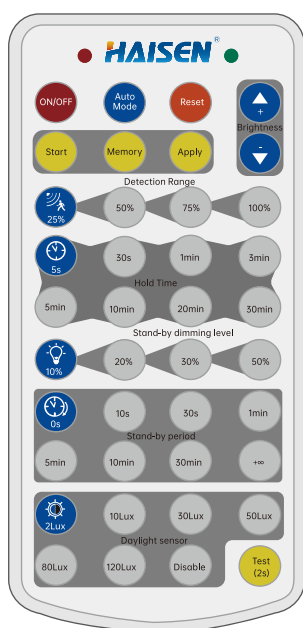 HAISEN
ON/OFF Auto Mode Reset
+
Brightness
-
Start Memory Apply
Detection Range
25% 50% 75% 100%
5s 30s 1min 3min
Hold Time
5min 10min 20min 30min
Stand-by dimming level
10% 20% 30% 50%
0s 10s 30s 1min
Stand-by period
5min 10min 30min +∞
2Lux 10Lux 30Lux 50Lux
Daylight sensor
80Lux 120Lux Disable
Test
(2s)